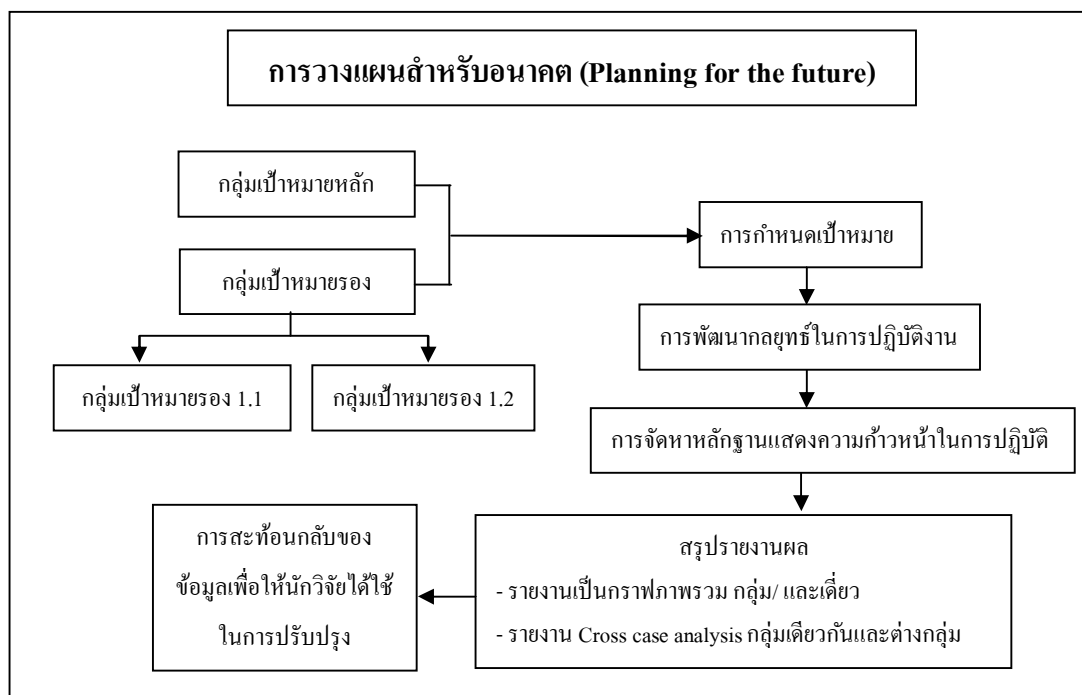 การวางแผนสำหรับอนาคต (Planning for the future)
กลุ่มเป้าหมายหลัก
กลุ่มเป้าหมายรอง
กลุ่มเป้าหมายรอง 1.1
กลุ่มเป้าหมายรอง 1.2
การกำหนดเป้าหมาย
การพัฒนากลยุทธ์ในการปฏิบัติงาน
การจัดหาหลักฐานแสดงความก้าวหน้าในการปฏิบัติ
สรุปรายงานผล
- รายงานเป็นกราฟภาพรวม กลุ่ม/ และเดี่ยว
- รายงาน Cross case analysis กลุ่มเดียวกันและต่างกลุ่ม
การสะท้อนกลับของ
ข้อมูลเพื่อให้นักวิจัยได้ใช้
ในการปรับปรุง